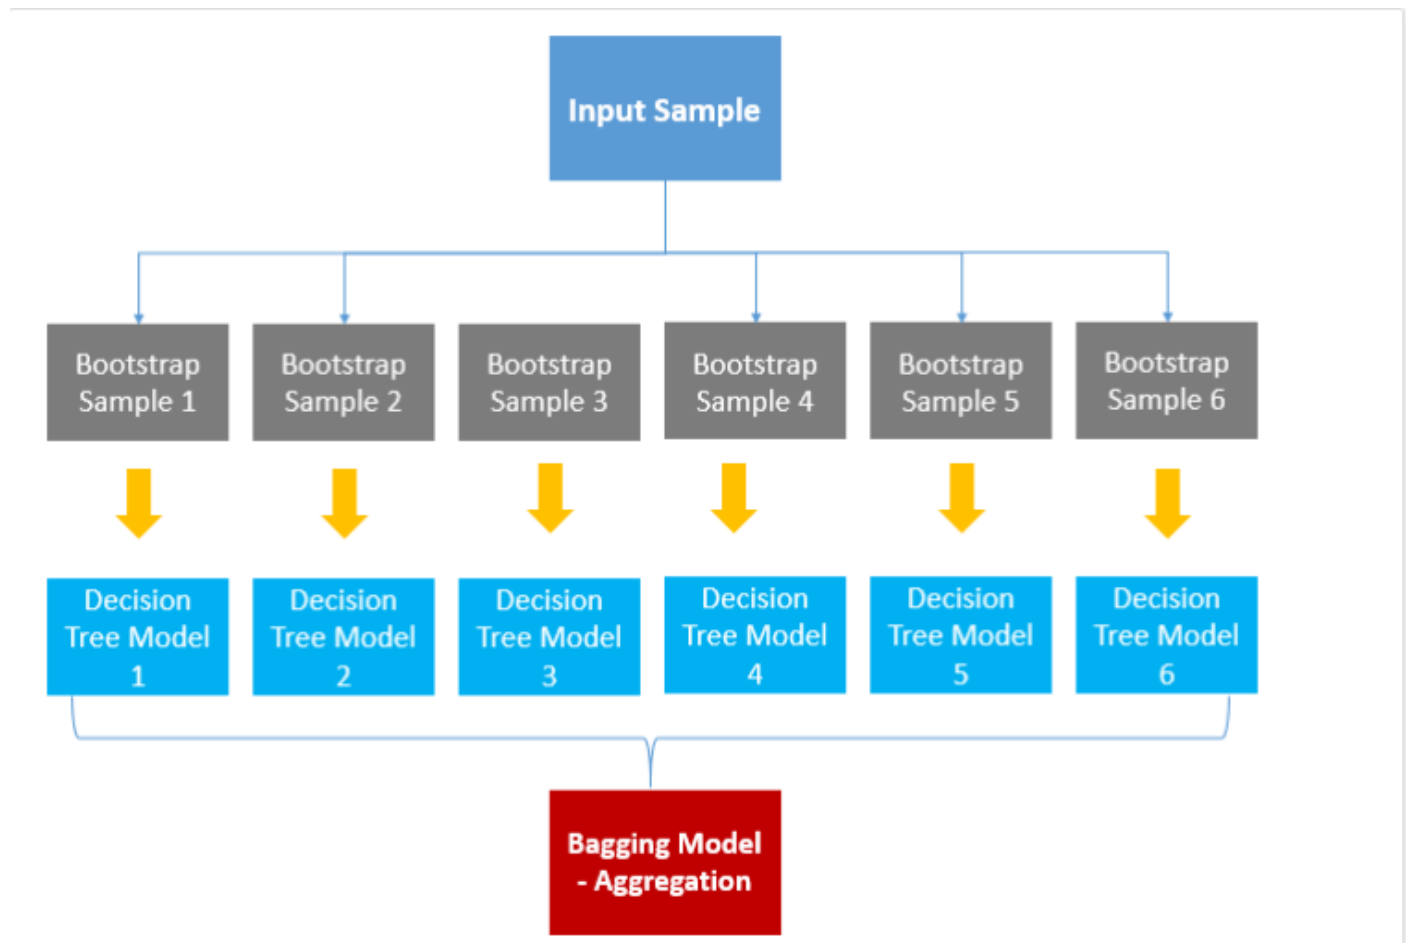 Input Sample
Bootstrap
Sample 1
Bootstrap
Sample 2
Bootstrap
Sample 3
Bootstrap
Sample 4
Bootstrap
Sample 5
Bootstrap
Sample 6
Decision
Tree Model
1
Decision
Tree Model
2
Decision
Tree Model
3
Decision
Tree Model
4
Decision
Tree Model
5
Decision
Tree Model
6
Bagging Model
- Aggregation